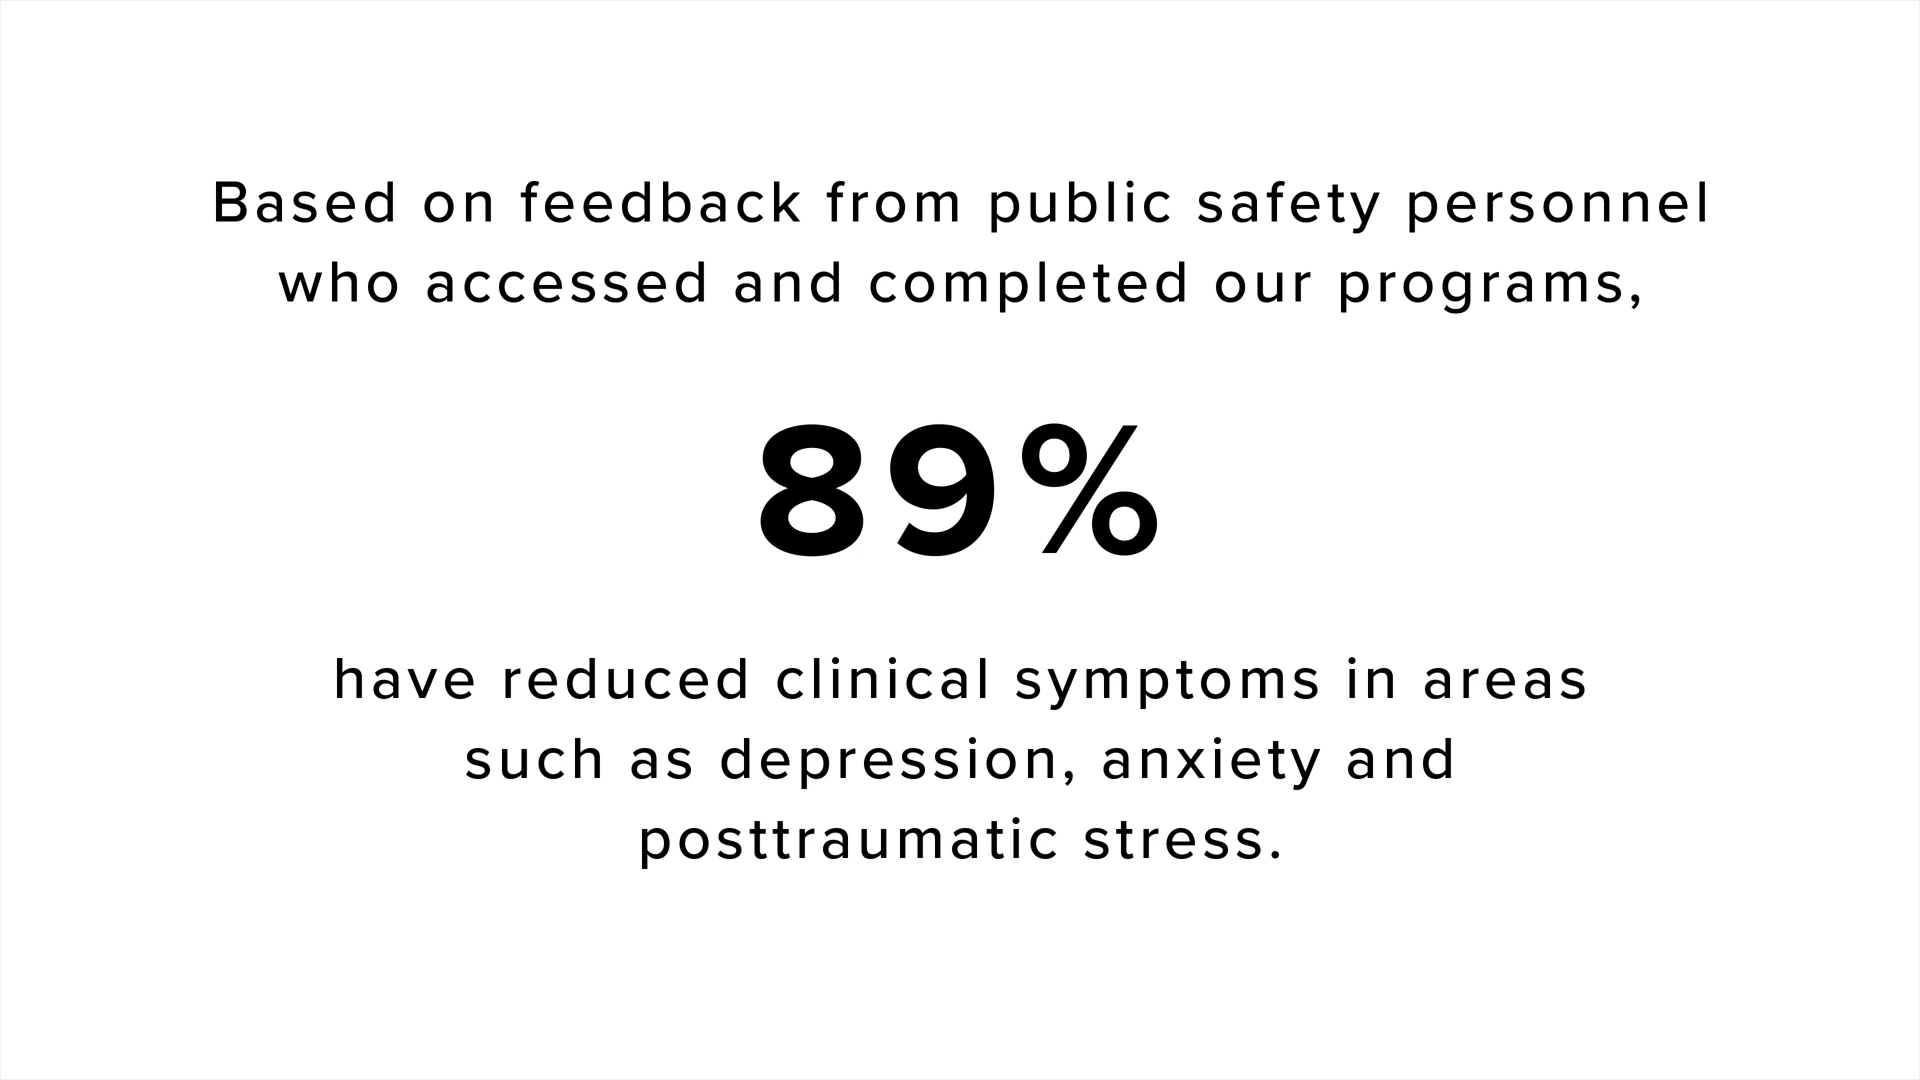 Based on feedback from public safety personnel
who accessed and completed our programs,
89%
have reduced clinical symptoms in areas
such as depression, anxiety and
posttraumatic stress.